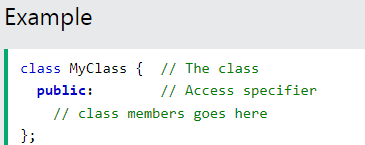 Example
class MyClass {  // The class
  public:        // Access specifier
    // class members goes here
};